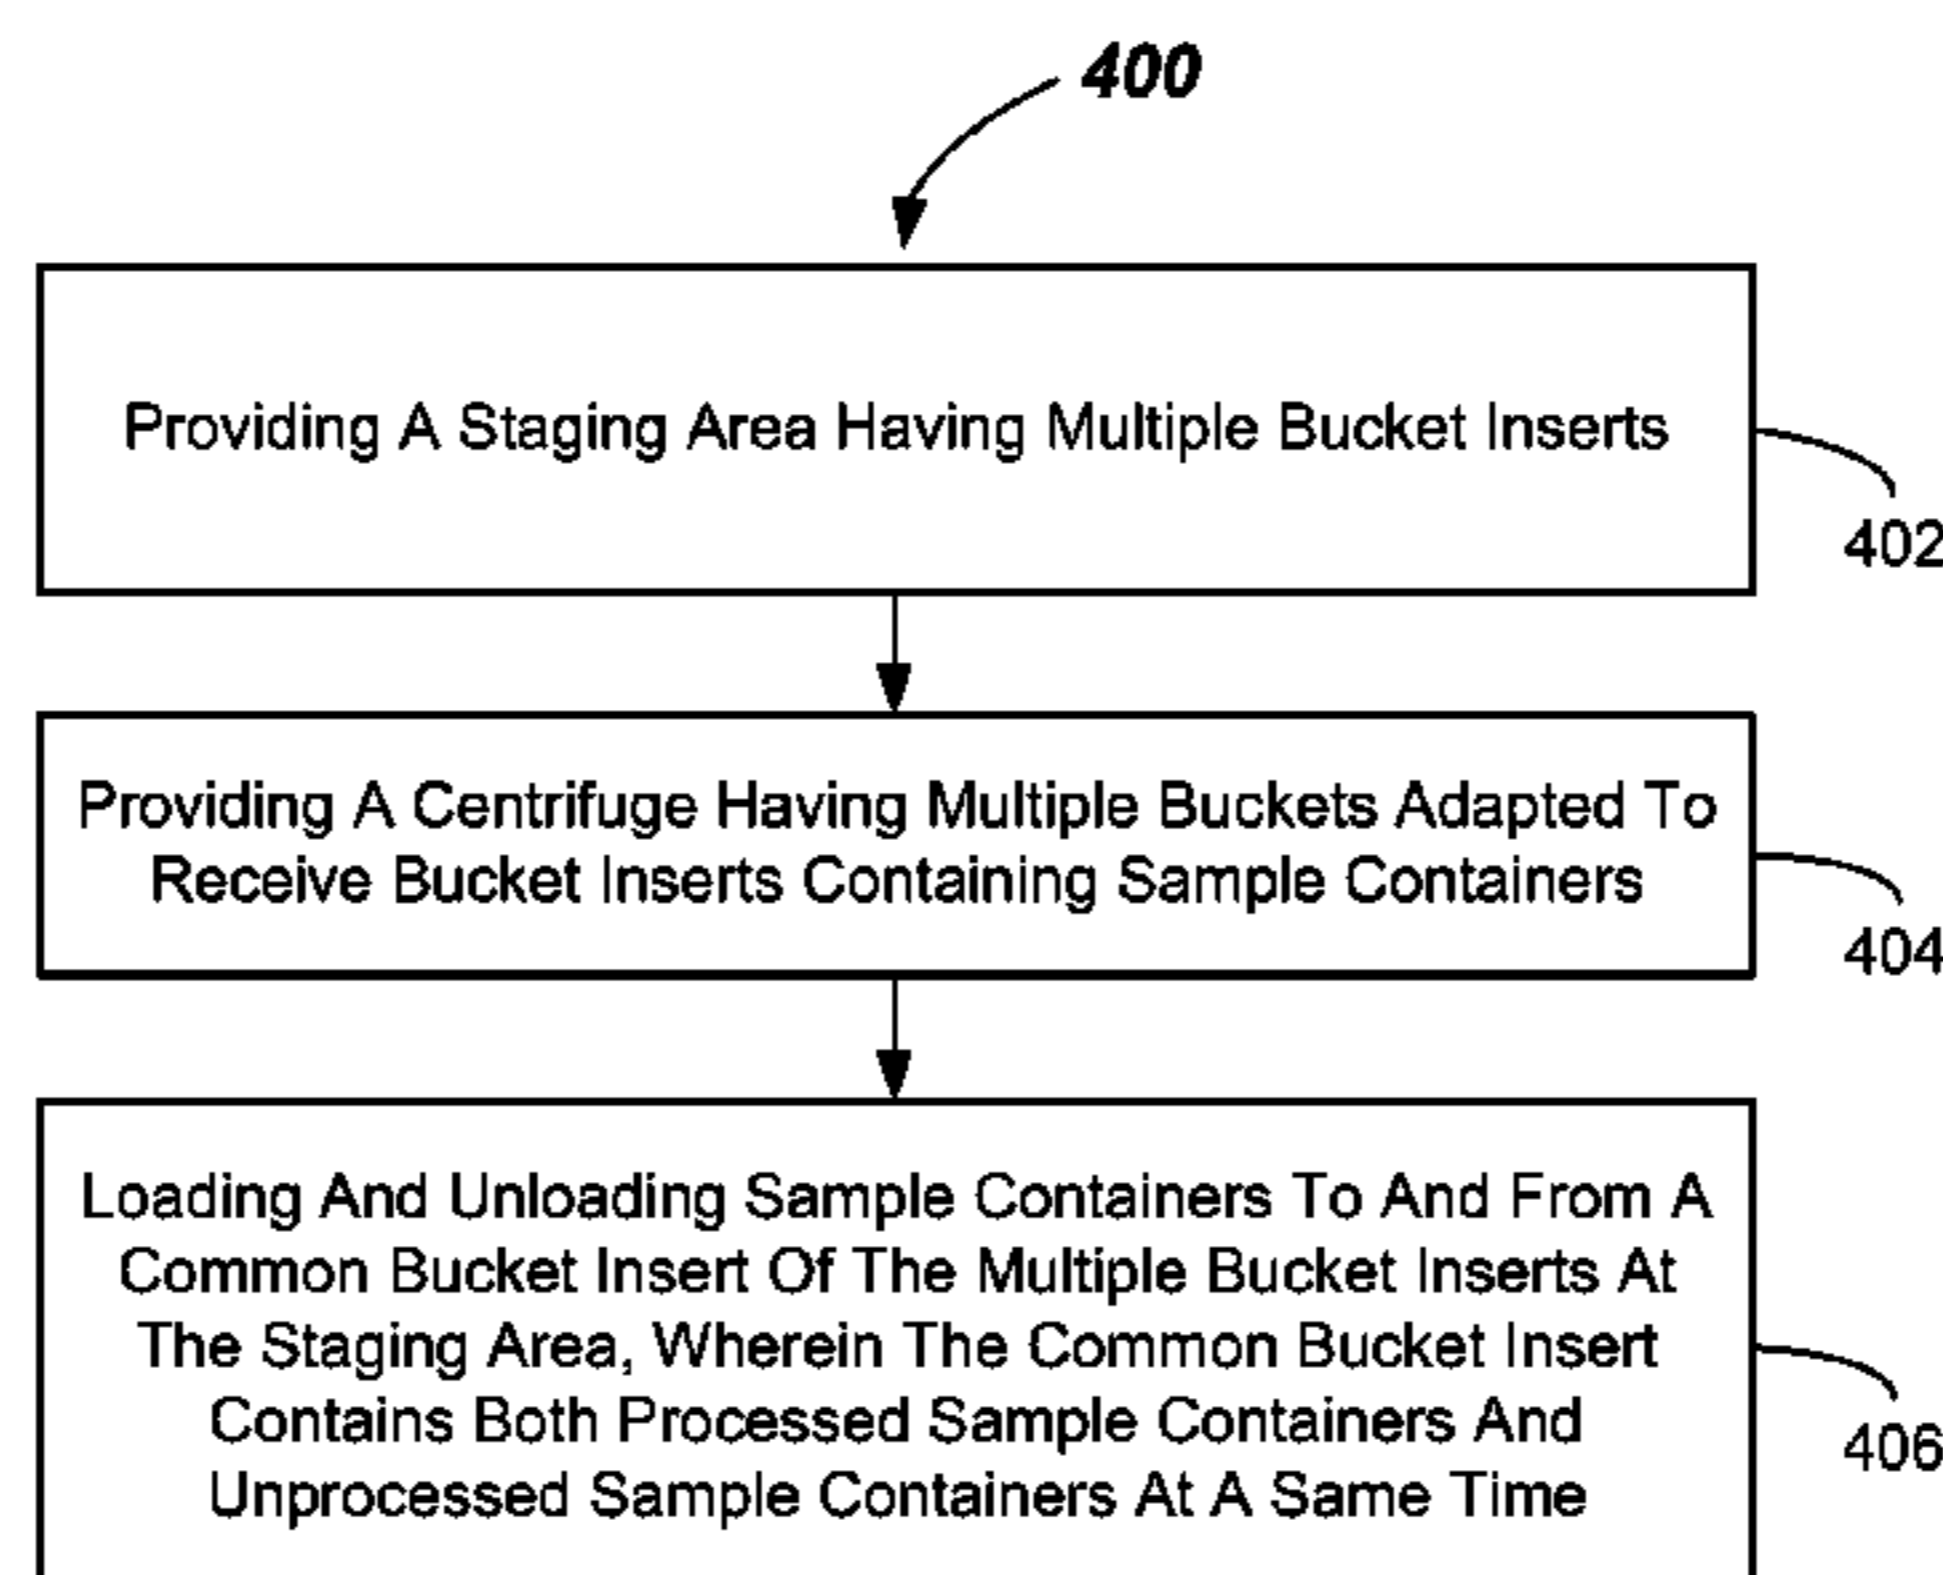 400
Providing A Staging Area Having Multiple Bucket Inserts
402
Providing A Centrifuge Having Multiple Buckets Adapted To
Receive Bucket Inserts Containing Sample Containers
404
Loading And Unloading Sample Containers To And From A
Common Bucket Insert Of The Multiple Bucket Inserts At
The Staging Area, Wherein The Common Bucket Insert
Contains Both Processed Sample Containers And
Unprocessed Sample Containers At A Same Time
406